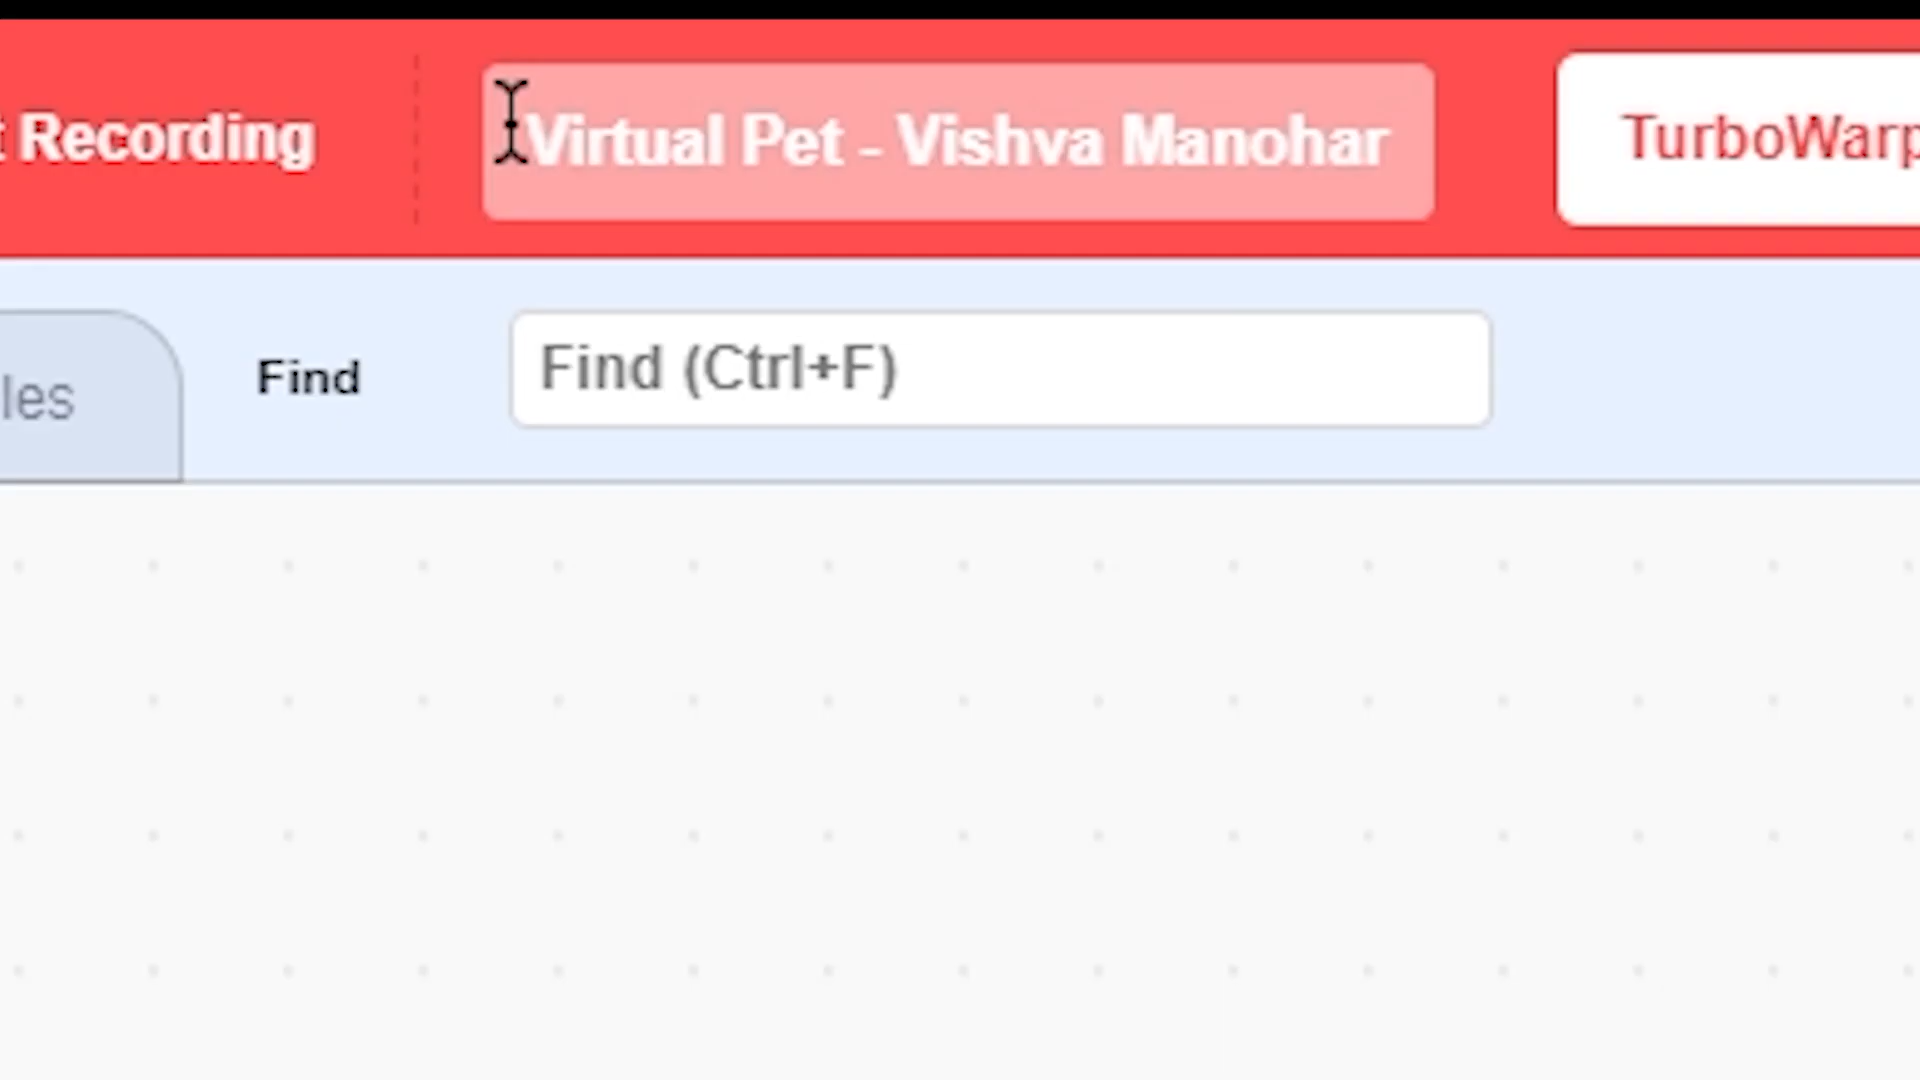 Recording
Virtual Pet - Vishva Manohar
TurboWarp
les
Find
Find (Ctrl+F)